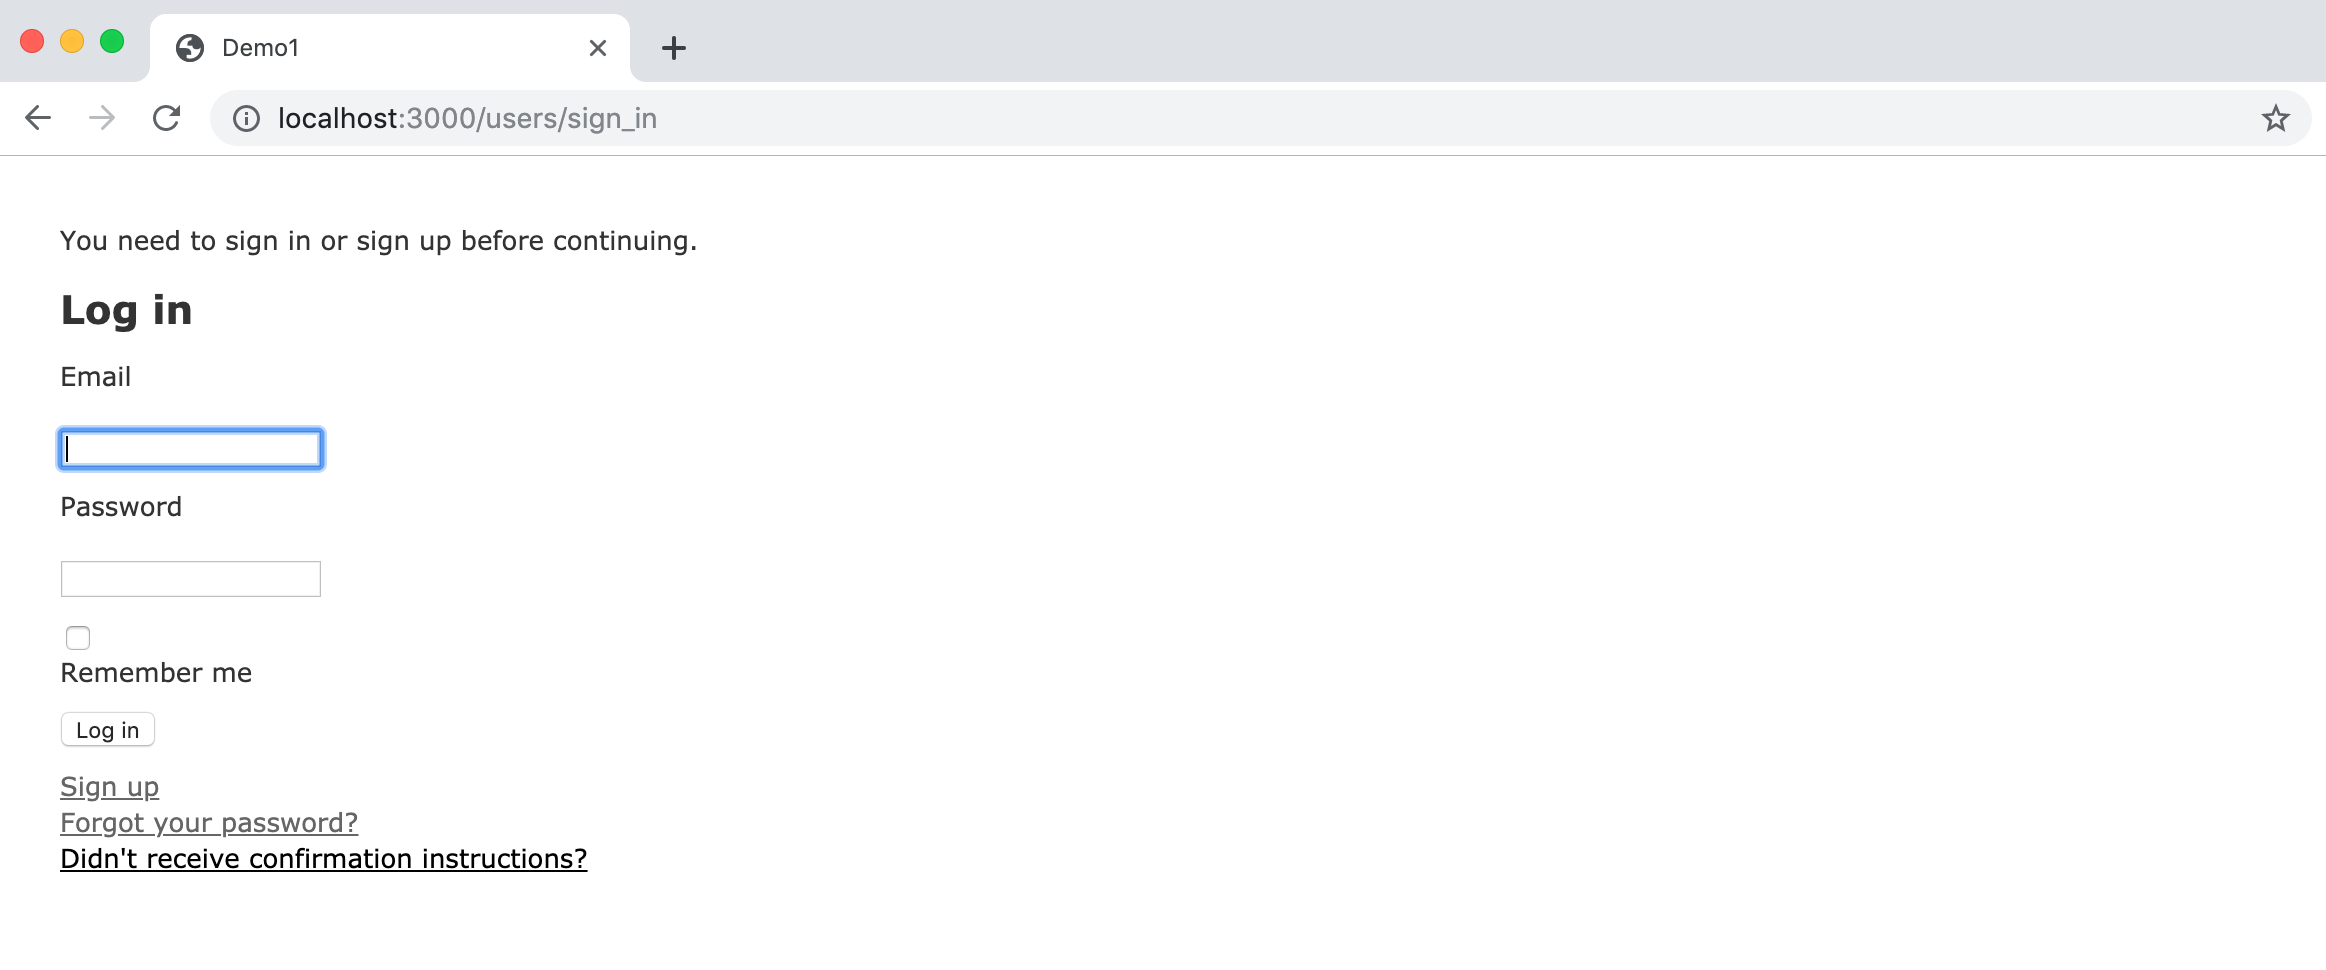 Demo1
localhost:3000/users/sign_in
You need to sign in or sign up before continuing.
Log in
Email
Password
Remember me
Log in
Sign up
Forgot your password?
Didn't receive confirmation instructions?